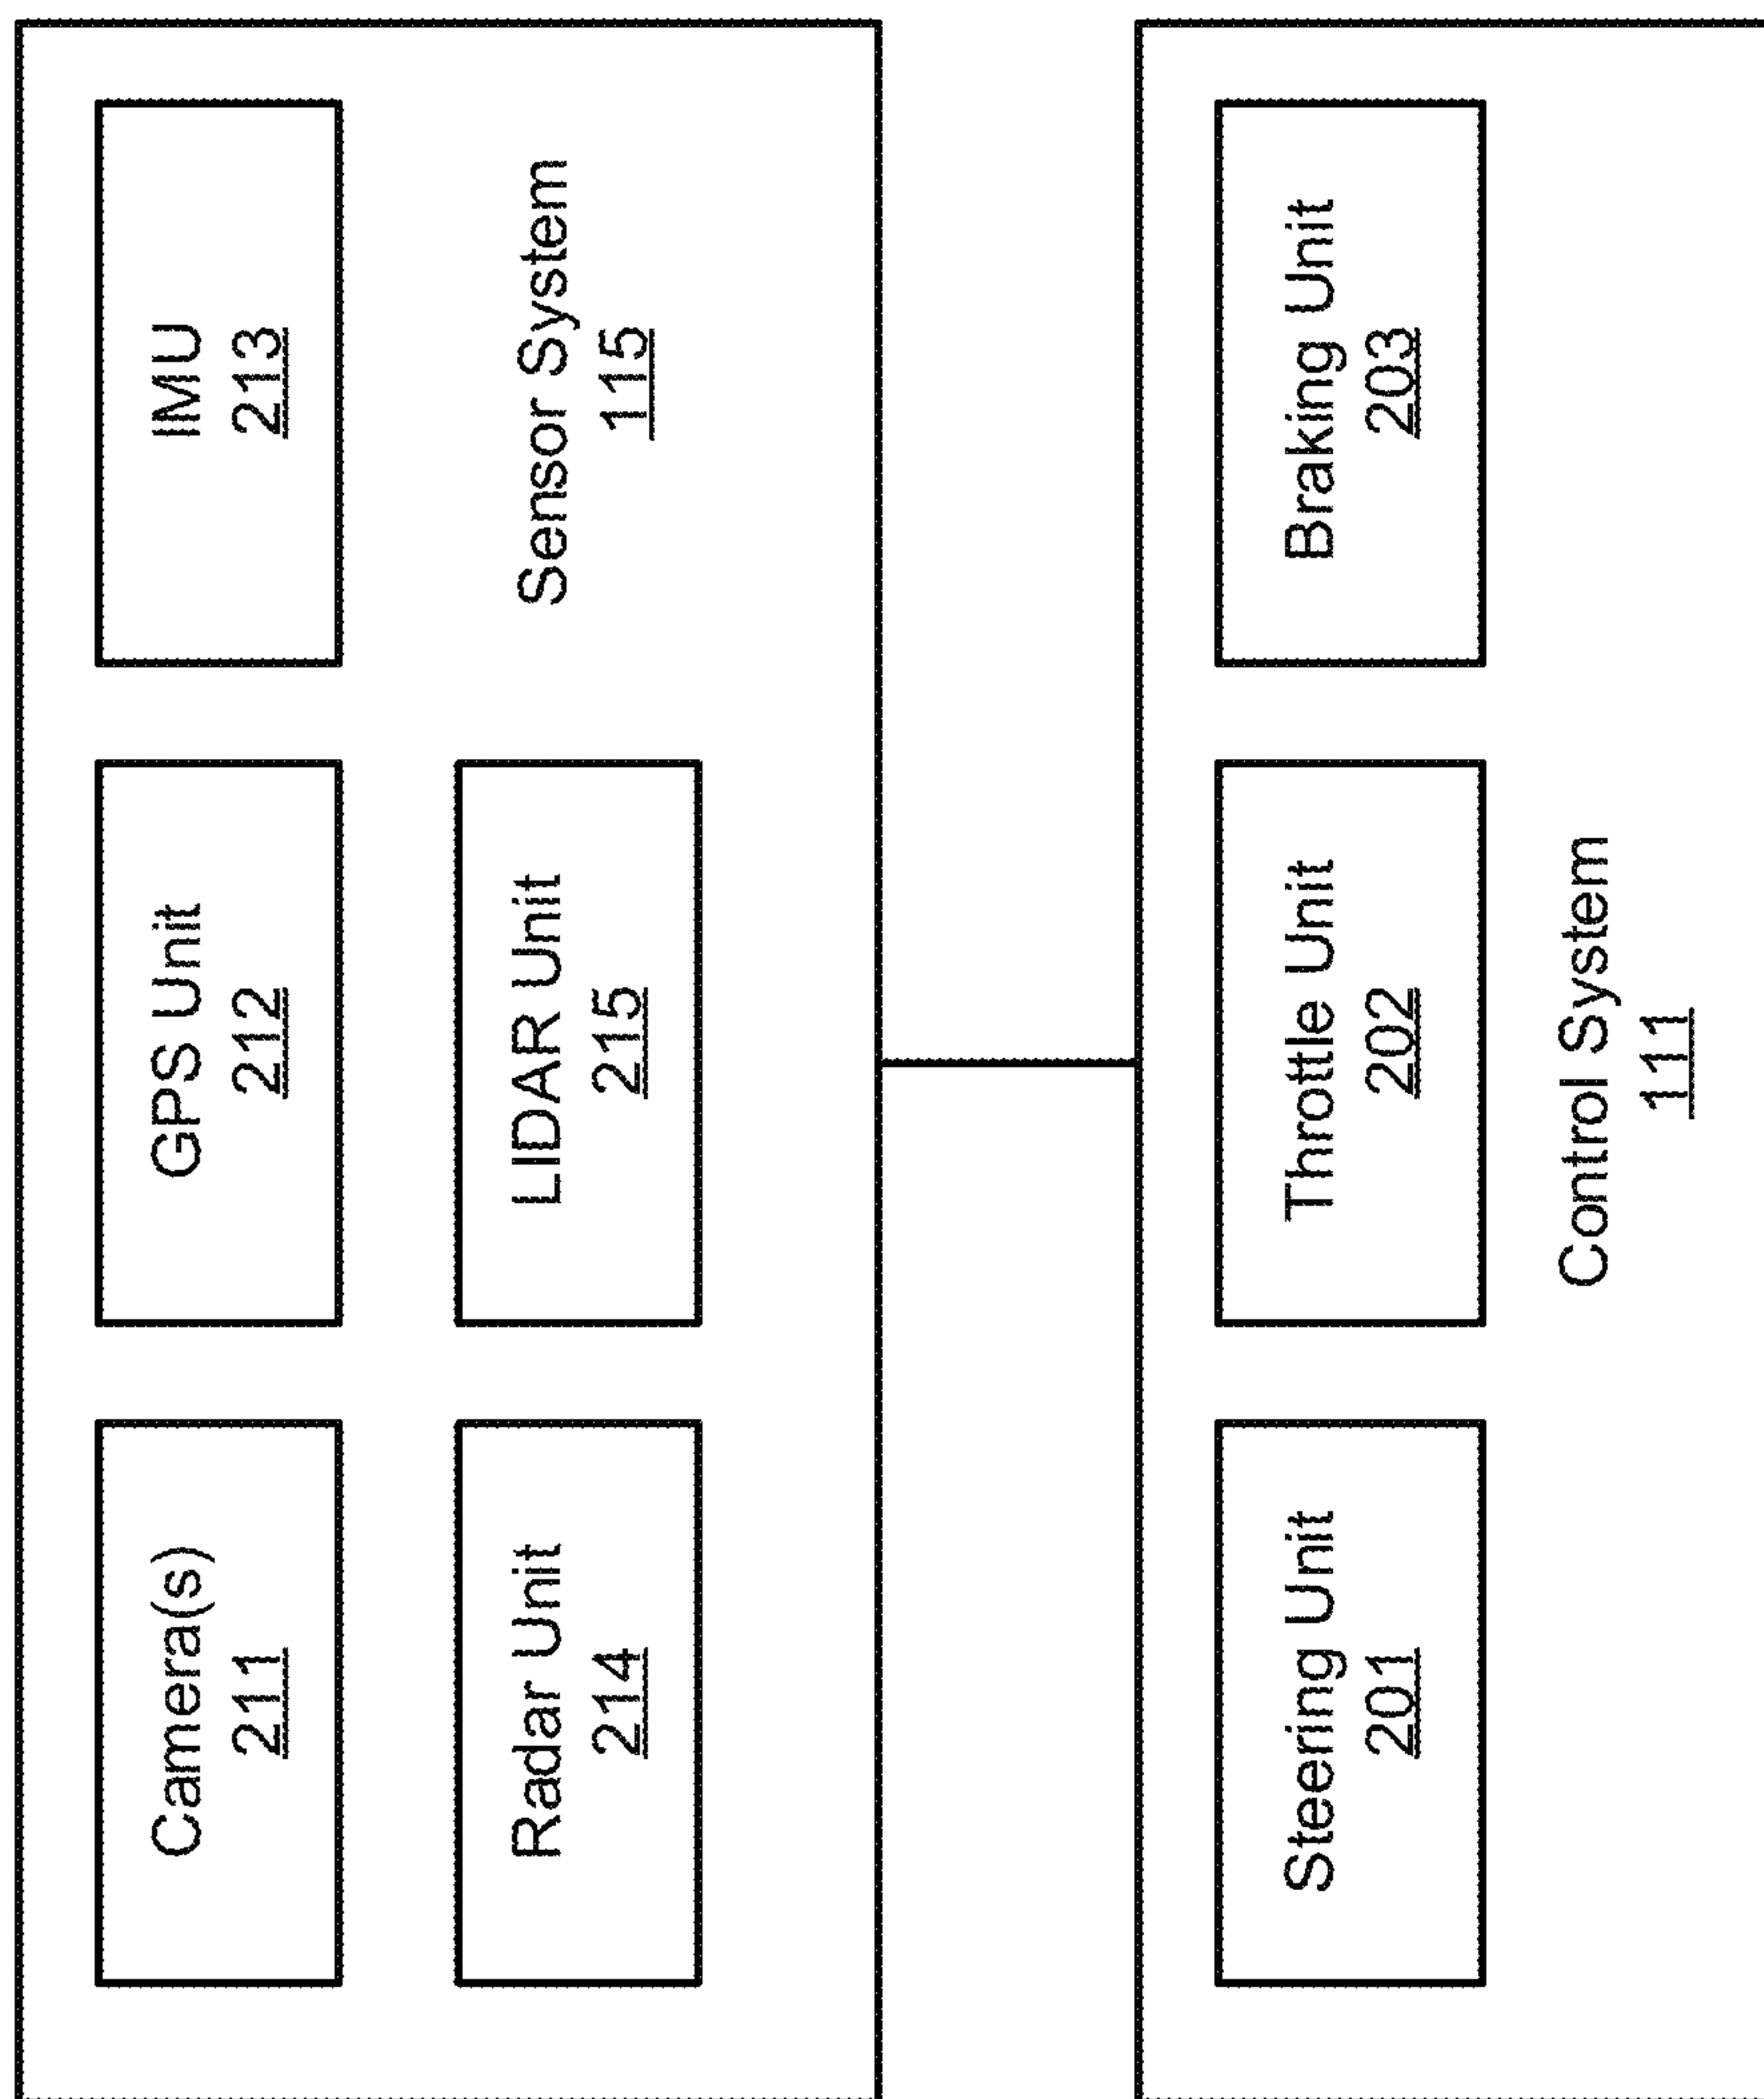 Camera(s)
211
GPS Unit
212
IMU
213
Radar Unit
214
LIDAR Unit
215
Sensor System
115
Steering Unit
201
Throttle Unit
202
Braking Unit
203
Control System
111